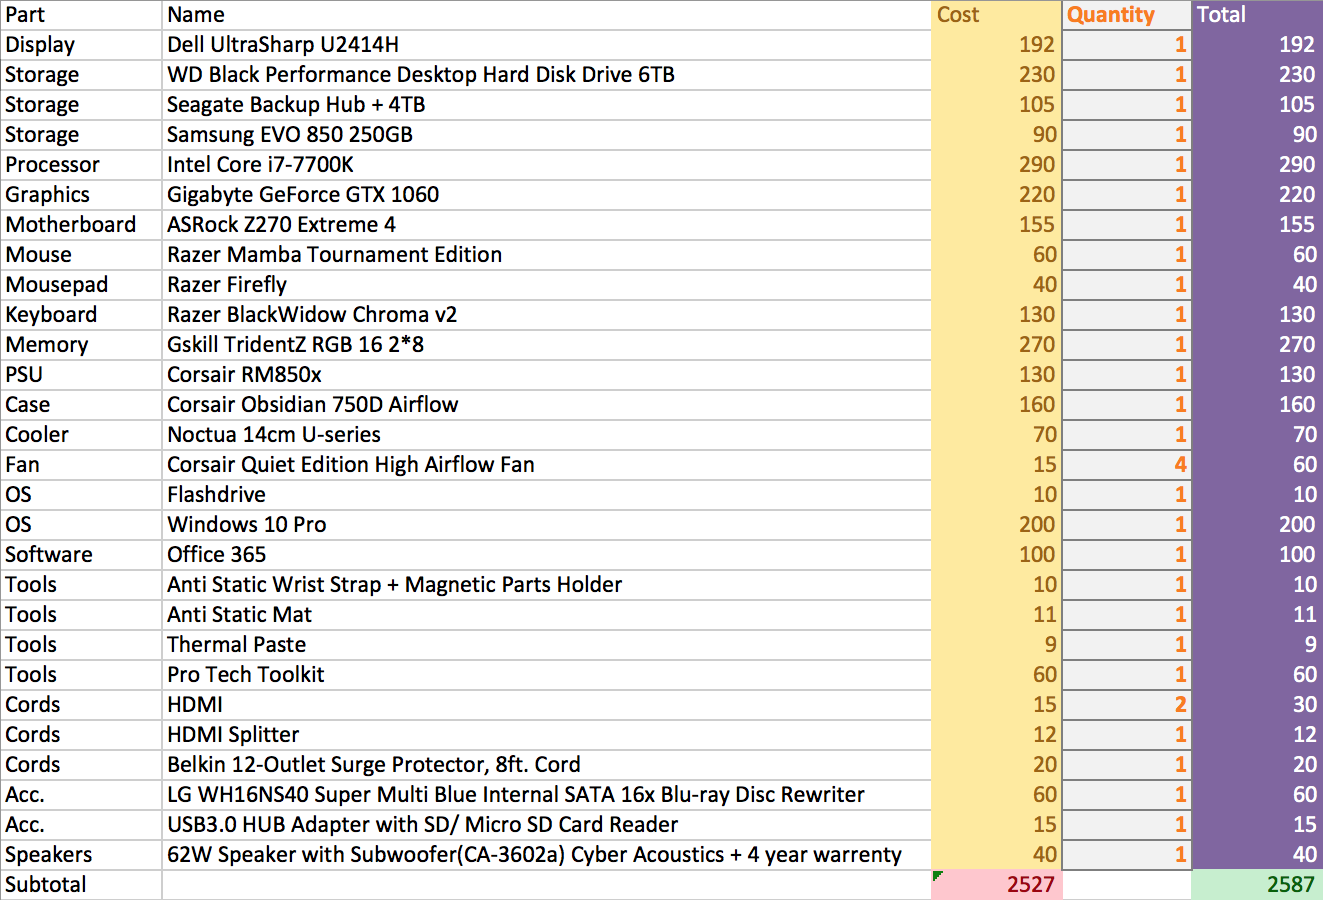 Part Name Cost Quantity Total
Display Dell UltraSharp U2414H 192 1 192
Storage WD Black Performance Desktop Hard Disk Drive 6TB 230 1 230
Storage Seagate Backup Hub + 4TB 105 1 105
Storage Samsung EVO 850 250GB 90 1 90
Processor Intel Core i7-7700K 290 1 290
Graphics Gigabyte GeForce GTX 1060 220 1 220
Motherboard ASRock Z270 Extreme 4 155 1 155
Mouse Razer Mamba Tournament Edition 60 1 60
Mousepad Razer Firefly 40 1 40
Keyboard Razer BlackWidow Chroma v2 130 1 130
Memory Gskill TridentZ RGB 16 2*8 270 1 270
PSU Corsair RM850x 130 1 130
Case Corsair Obsidian 750D Airflow 160 1 160
Cooler Noctua 14cm U-series 70 1 70
Fan Corsair Quiet Edition High Airflow Fan 15 4 60
OS Flashdrive 10 1 10
OS Windows 10 Pro 200 1 200
Software Office 365 100 1 100
Tools Anti Static Wrist Strap + Magnetic Parts Holder 10 1 10
Tools Anti Static Mat 11 1 11
Tools Thermal Paste 9 1 9
Tools Pro Tech Toolkit 60 1 60
Cords HDMI 15 2 30
Cords HDMI Splitter 12 1 12
Cords Belkin 12-Outlet Surge Protector, 8ft. Cord 20 1 20
Acc. LG WH16NS40 Super Multi Blue Internal SATA 16x Blu-ray Disc Rewriter 60 1 60
Acc. USB3.0 HUB Adapter with SD/ Micro SD Card Reader 15 1 15
Speakers 62W Speaker with Subwoofer(CA-3602a) Cyber Acoustics + 4 year warrenty 40 1 40
Subtotal 2527 2587